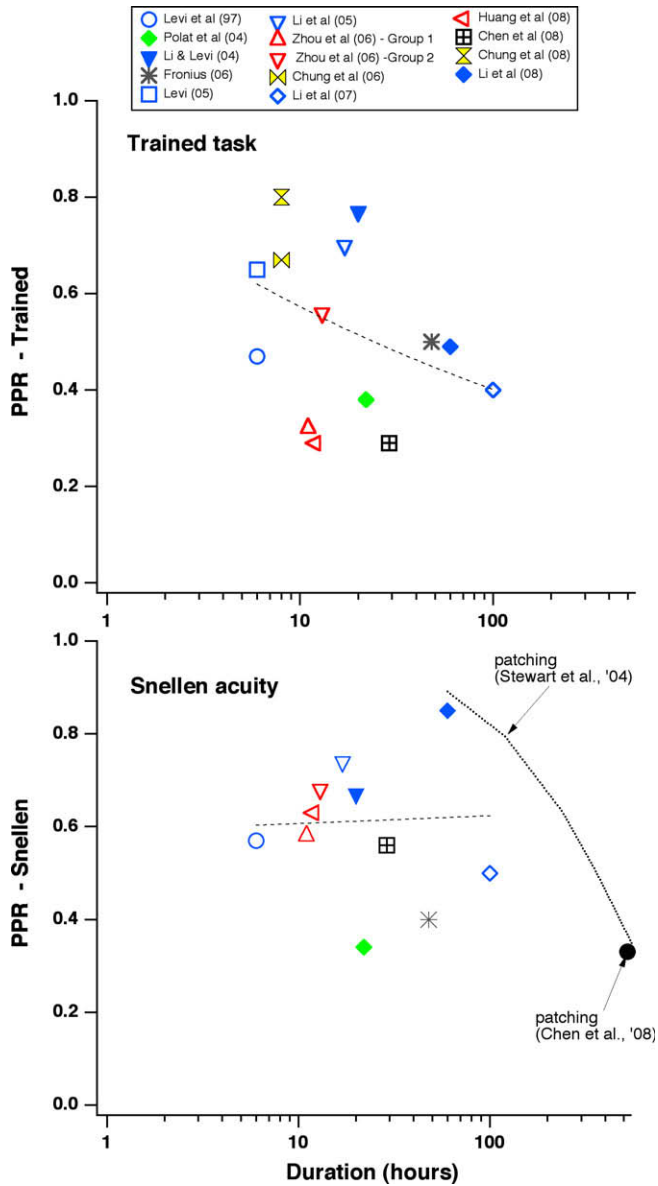 Levi et al (97)
Polat et al (04)
Li & Levi (04)
Fronius (06)
Levi (05)
Li et al (05)
Zhou et al (06) - Group 1
Zhou et al (06) -Group 2
Chung et al (06)
Li et al (07)
Huang et al (08)
Chen et al (08)
Chung et al (08)
Li et al (08)
Trained task
PPR - Trained
1.0
0.8
0.6
0.4
0.2
0.0
1
10
100
Snellen acuity
patching
(Stewart et al., '04)
patching
(Chen et al., '08)
PPR - Snellen
1.0
0.8
0.6
0.4
0.2
0.0
1
10
100
Duration (hours)